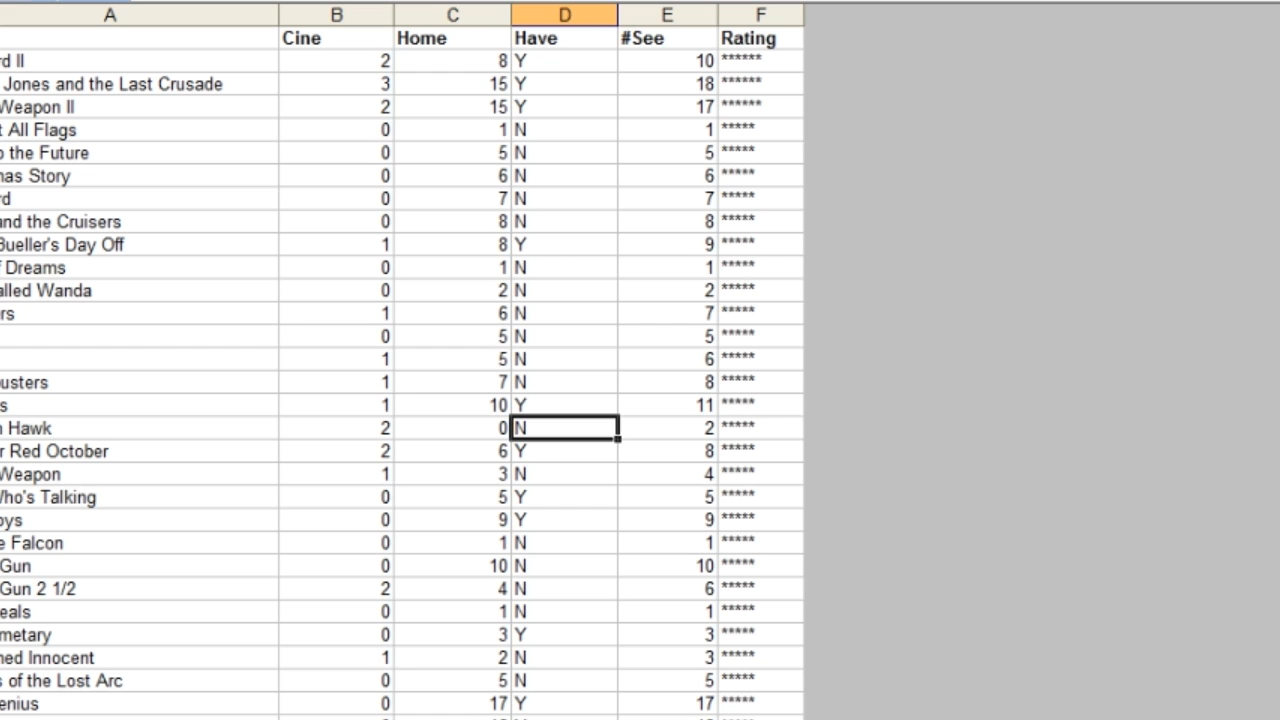 A B C D E F
Cine Home Have #See Rating
rd II 2 8 Y 10 ******
Jones and the Last Crusade 3 15 Y 18 ******
Weapon II 2 15 Y 17 ******
t All Flags 0 1 N 1 *****
o the Future 0 5 N 5 *****
nas Story 0 6 N 6 *****
rd 0 7 N 7 *****
and the Cruisers 0 8 N 8 *****
Bueller's Day Off 1 8 Y 9 *****
f Dreams 0 1 N 1 *****
alled Wanda 0 2 N 2 *****
rs 1 6 N 7 *****
0 5 N 5 *****
1 5 N 6 *****
usters 1 7 N 8 *****
s 1 10 Y 11 *****
n Hawk 2 0 N 2 *****
r Red October 2 6 Y 8 *****
Weapon 1 3 N 4 *****
Who's Talking 0 5 Y 5 *****
oys 0 9 Y 9 *****
e Falcon 0 1 N 1 *****
Gun 0 10 N 10 *****
Gun 2 1/2 2 4 N 6 *****
eals 0 1 N 1 *****
metary 0 3 Y 3 *****
ned Innocent 1 2 N 3 *****
s of the Lost Arc 0 5 N 5 *****
enius 0 17 Y 17 *****